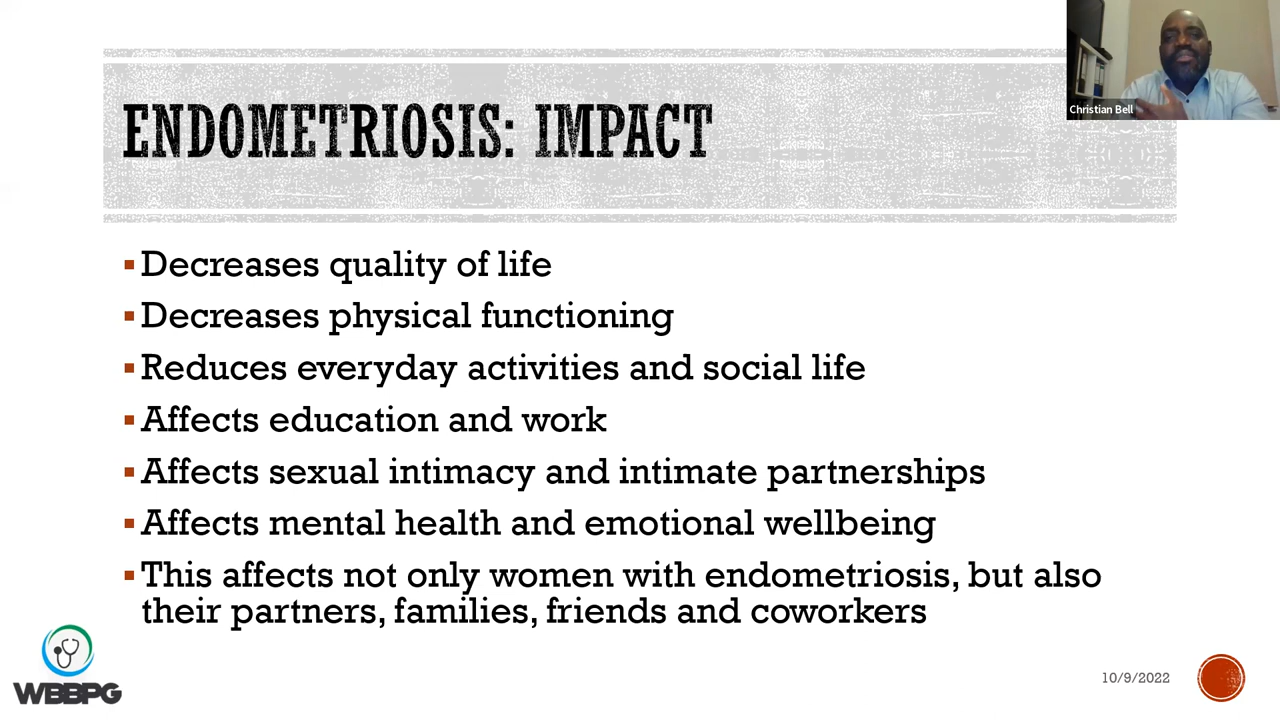 Christian Bell
ENDOMETRIOSIS: IMPACT
▪Decreases quality of life
▪Decreases physical functioning
▪Reduces everyday activities and social life
▪Affects education and work
▪Affects sexual intimacy and intimate partnerships
▪Affects mental health and emotional wellbeing
▪This affects not only women with endometriosis, but also
their partners, families, friends and coworkers
WBBPG
10/9/2022